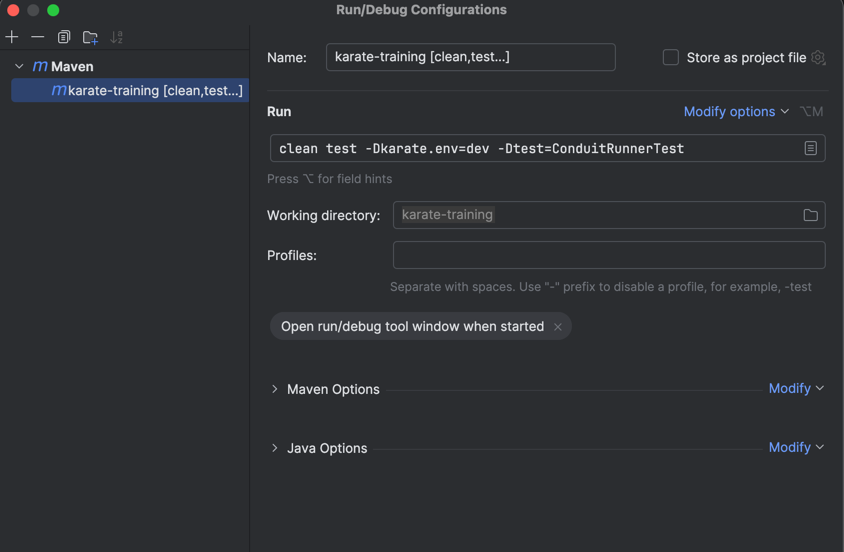 Run/Debug Configurations
Maven
karate-training [clean,test...]
Name:
karate-training [clean,test...]
Store as project file
Run
Modify options
⌥M
clean test -Dkarate.env=dev -Dtest=ConduitRunnerTest
Press ⌥ for field hints
Working directory:
karate-training
Profiles:
Separate with spaces. Use "-" prefix to disable a profile, for example, -test
Open run/debug tool window when started
Maven Options
Modify
Java Options
Modify